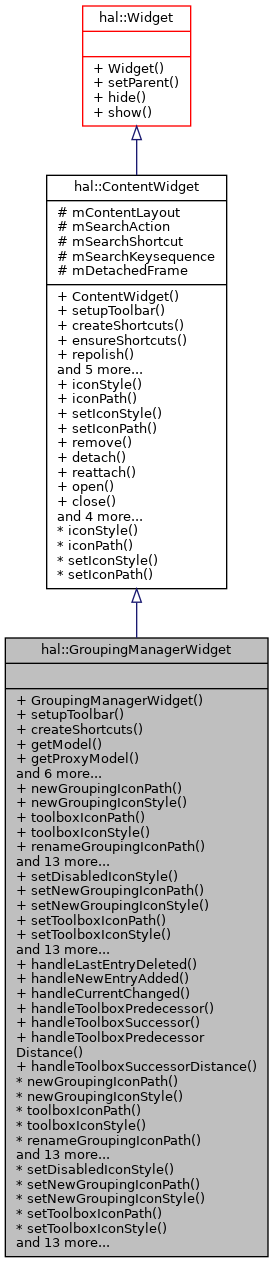 hal::Widget
+ Widget()
+ setParent()
+ hide()
+ show()
hal::ContentWidget
# mContentLayout
# mSearchAction
# mSearchShortcut
# mSearchKeysequence
# mDetachedFrame
+ ContentWidget()
+ setupToolbar()
+ createShortcuts()
+ ensureShortcuts()
+ repolish()
and 5 more...
+ iconStyle()
+ iconPath()
+ setIconStyle()
+ setIconPath()
+ remove()
+ detach()
+ reattach()
+ open()
+ close()
and 4 more...
* iconStyle()
* iconPath()
* setIconStyle()
* setIconPath()
hal::GroupingManagerWidget
+ GroupingManagerWidget()
+ setupToolbar()
+ createShortcuts()
+ getModel()
+ getProxyModel()
and 6 more...
+ newGroupingIconPath()
+ newGroupingIconStyle()
+ toolboxIconPath()
+ toolboxIconStyle()
+ renameGroupingIconPath()
and 13 more...
+ setDisabledIconStyle()
+ setNewGroupingIconPath()
+ setNewGroupingIconStyle()
+ setToolboxIconPath()
+ setToolboxIconStyle()
and 13 more...
+ handleLastEntryDeleted()
+ handleNewEntryAdded()
+ handleCurrentChanged()
+ handleToolboxPredecessor()
+ handleToolboxSuccessor()
+ handleToolboxPredecessor
Distance()
+ handleToolboxSuccessorDistance()
* newGroupingIconPath()
* newGroupingIconStyle()
* toolboxIconPath()
* toolboxIconStyle()
* renameGroupingIconPath()
and 13 more...
* setDisabledIconStyle()
* setNewGroupingIconPath()
* setNewGroupingIconStyle()
* setToolboxIconPath()
* setToolboxIconStyle()
and 13 more...